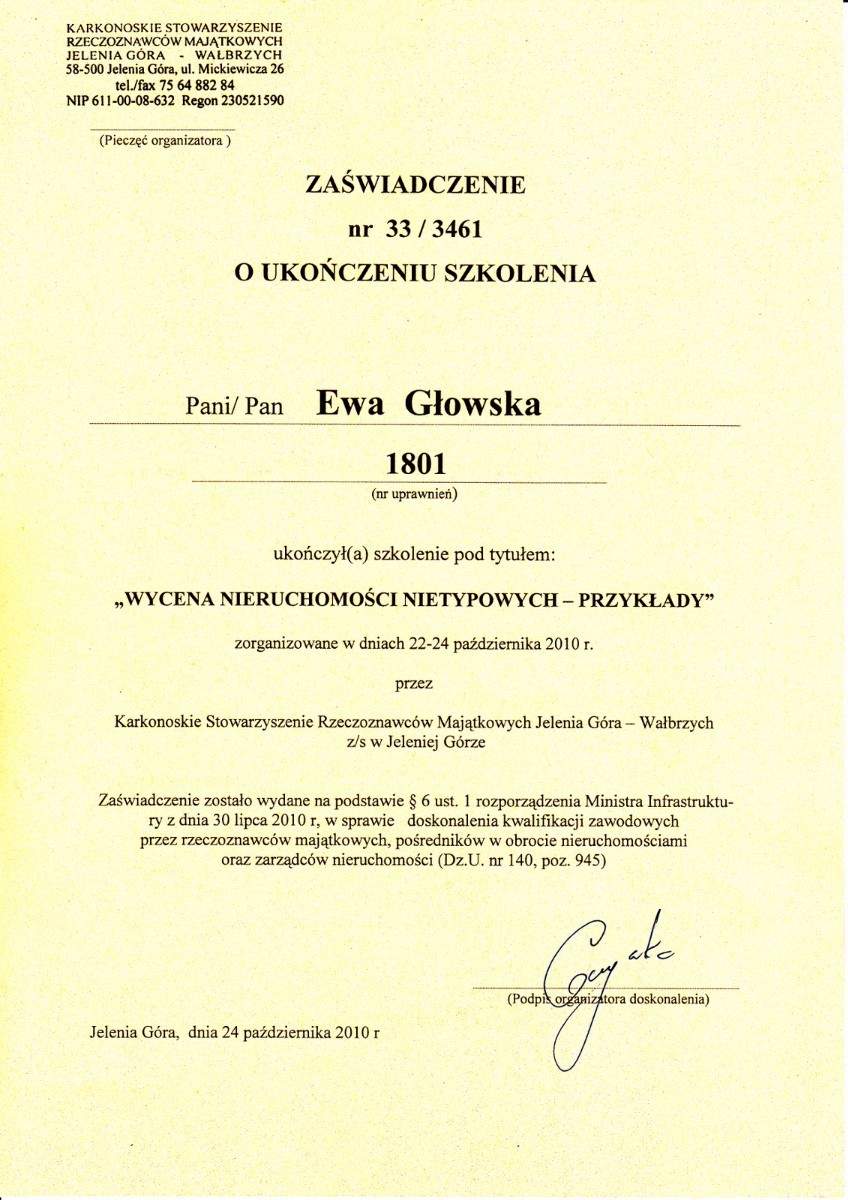 KARKONOSKIE STOWARZYSZENIE
RZECZOZNAWCÓW MAJĄTKOWYCH
JELENIA GÓRA - WAŁBRZYCH
58-500 Jelenia Góra, ul. Mickiewicza 26
tel./fax 75 64 882 84
NIP 611-00-08-632 Regon 230521590
(Pieczęć organizatora )
ZAŚWIADCZENIE
nr 33 / 3461
O UKOŃCZENIU SZKOLENIA
Pani/ Pan Ewa Głowska
1801
(nr uprawnień)
ukończył(a) szkolenie pod tytułem:
„WYCENA NIERUCHOMOŚCI NIETYPOWYCH – PRZYKŁADY”
zorganizowane w dniach 22-24 października 2010 r.
przez
Karkonoskie Stowarzyszenie Rzeczoznawców Majątkowych Jelenia Góra – Wałbrzych
z/s w Jeleniej Górze
Zaświadczenie zostało wydane na podstawie § 6 ust. 1 rozporządzenia Ministra Infrastruktu-
ry z dnia 30 lipca 2010 r, w sprawie doskonalenia kwalifikacji zawodowych
przez rzeczoznawców majątkowych, pośredników w obrocie nieruchomościami
oraz zarządców nieruchomości (Dz.U. nr 140, poz. 945)
(Podpis organizatora doskonalenia)
Jelenia Góra, dnia 24 października 2010 r